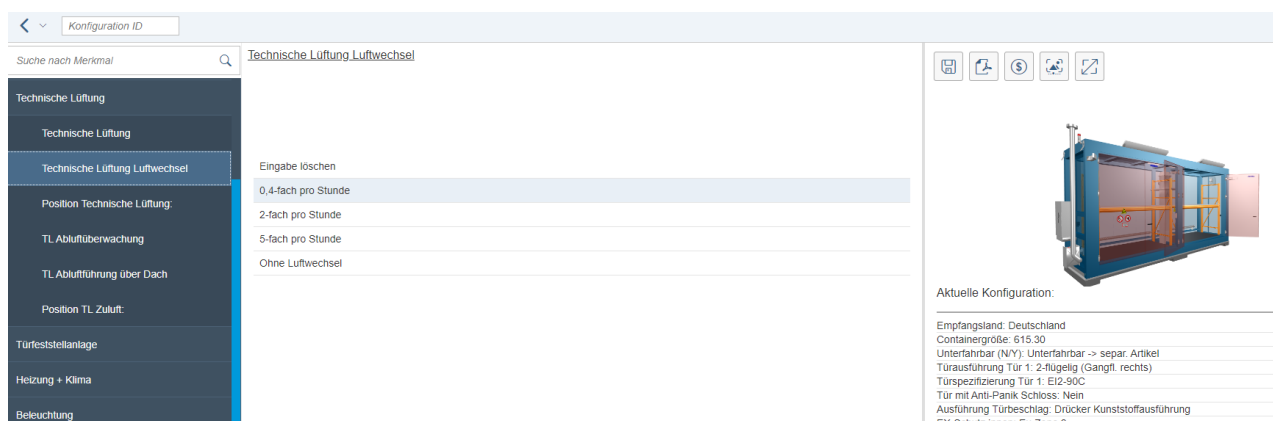 Konfiguration ID
Suche nach Merkmal
Technische Lüftung
Technische Lüftung
Technische Lüftung Luftwechsel
Position Technische Lüftung:
TL Abluftüberwachung
TL Abluftführung über Dach
Position TL Zuluft:
Türfeststellanlage
Heizung + Klima
Beleuchtung
Technische Lüftung Luftwechsel
Eingabe löschen
0,4-fach pro Stunde
2-fach pro Stunde
5-fach pro Stunde
Ohne Luftwechsel
Aktuelle Konfiguration:
Empfangsland: Deutschland
Containergröße: 615.30
Unterfahrbar (N/Y): Unterfahrbar -> separ. Artikel
Türausführung Tür 1: 2-flügelig (Gangfl. rechts)
Türspezifizierung Tür 1: EI2-90C
Tür mit Anti-Panik Schloss: Nein
Ausführung Türbeschlag: Drücker Kunststoffausführung